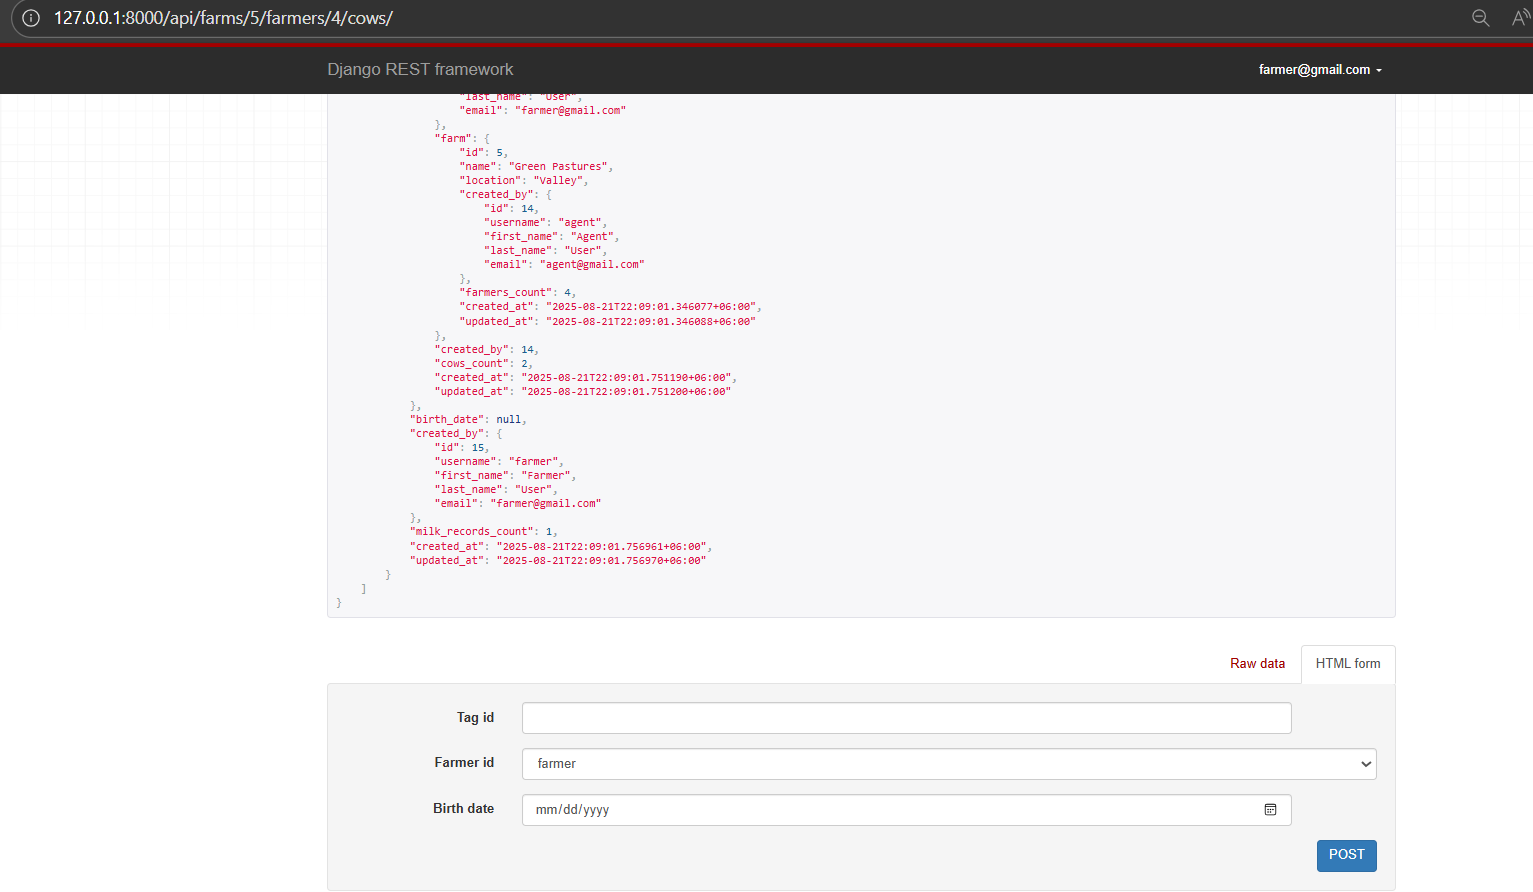 127.0.0.1:8000/api/farms/5/farmers/4/cows/
Django REST framework
farmer@gmail.com
"last_name": "User",
"email": "farmer@gmail.com"
},
"farm": {
"id": 5,
"name": "Green Pastures",
"location": "Valley",
"created_by": {
"id": 14,
"username": "agent",
"first_name": "Agent",
"last_name": "User",
"email": "agent@gmail.com"
},
"farmers_count": 4,
"created_at": "2025-08-21T22:09:01.346077+06:00",
"updated_at": "2025-08-21T22:09:01.346088+06:00"
},
"created_by": 14,
"cows_count": 2,
"created_at": "2025-08-21T22:09:01.751190+06:00",
"updated_at": "2025-08-21T22:09:01.751200+06:00"
},
"birth_date": null,
"created_by": {
"id": 15,
"username": "farmer",
"first_name": "Farmer",
"last_name": "User",
"email": "farmer@gmail.com"
},
"milk_records_count": 1,
"created_at": "2025-08-21T22:09:01.756961+06:00",
"updated_at": "2025-08-21T22:09:01.756970+06:00"
}
]
}
Raw data
HTML form
Tag id
Farmer id
farmer
Birth date
mm/dd/yyyy
POST